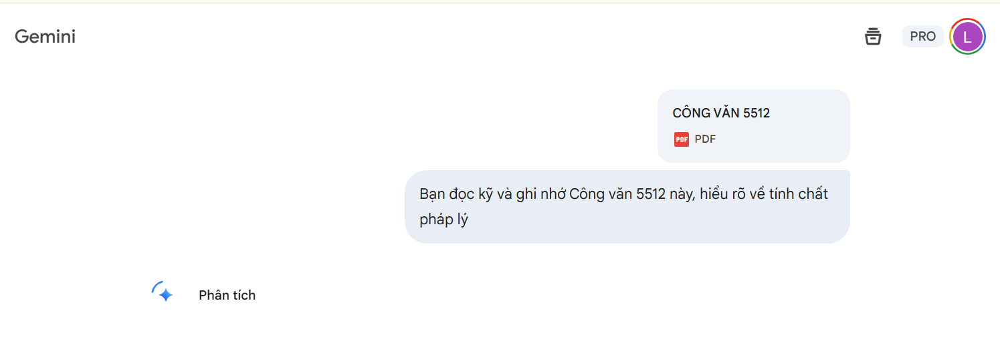 Gemini
PRO
L
CÔNG VĂN 5512
PDF PDF
Bạn đọc kỹ và ghi nhớ Công văn 5512 này, hiểu rõ về tính chất
pháp lý
Phân tích